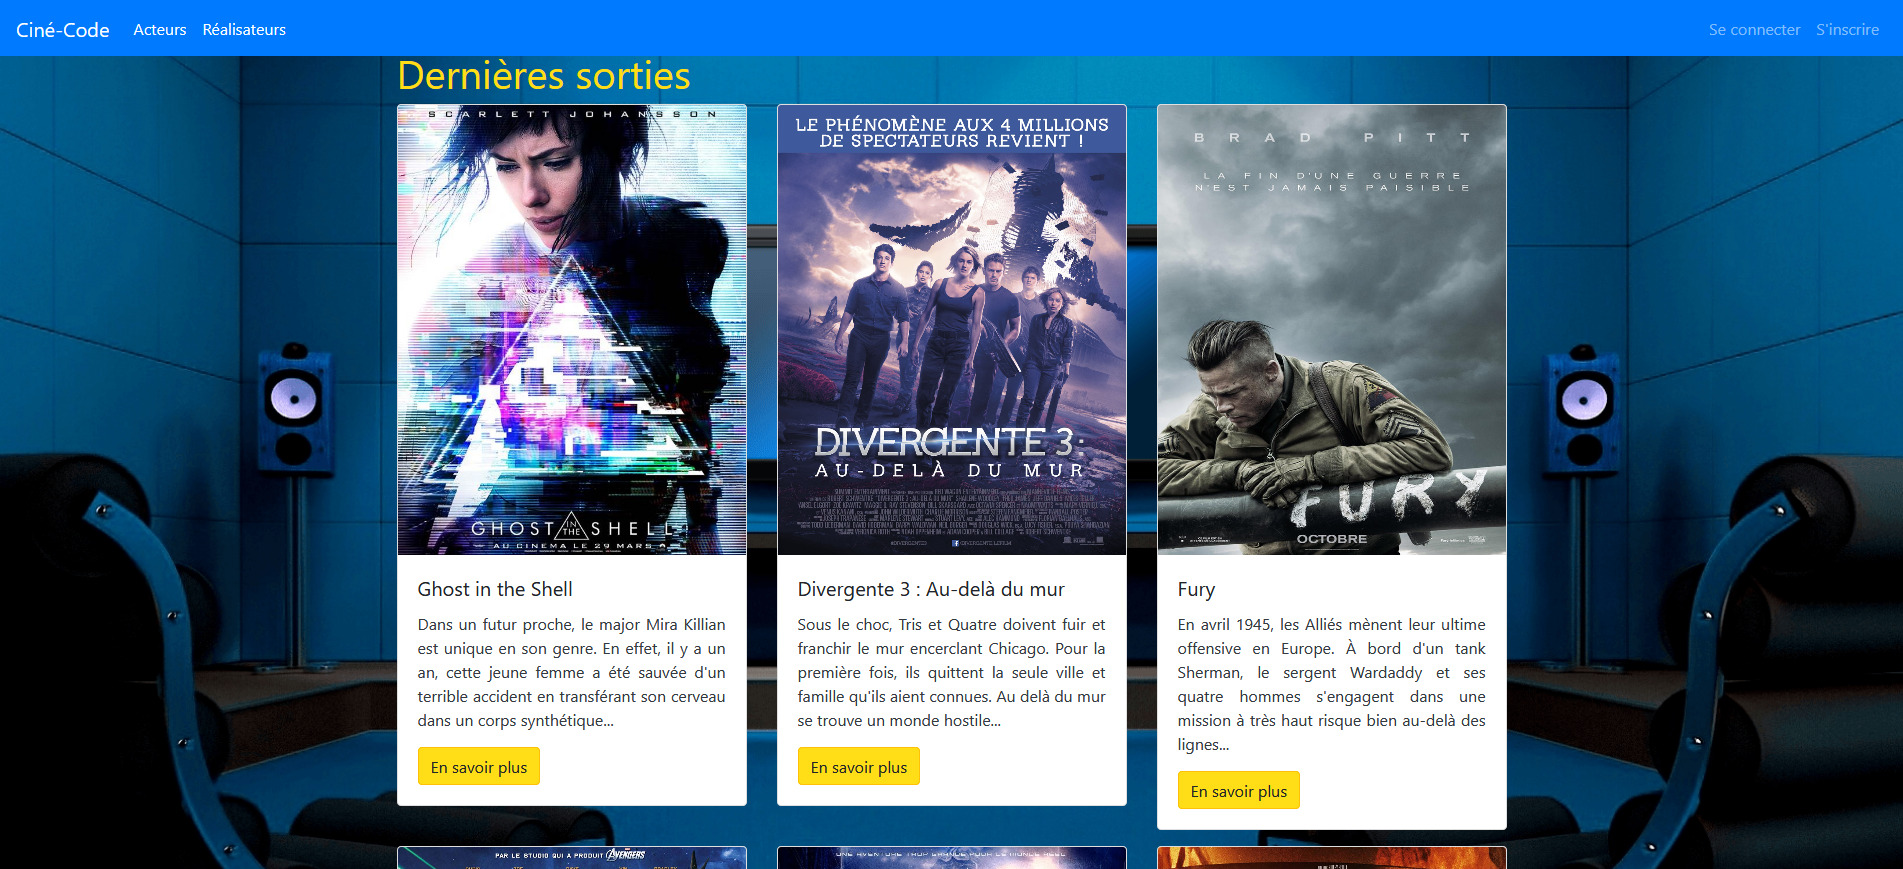 Ciné-Code Acteurs Réalisateurs Se connecter S'inscrire
Dernières sorties
SCARLETT JOHANSSON
GHOST IN THE SHELL
AU CINEMA LE 29 MARS
LE PHÉNOMÈNE AUX 4 MILLIONS
DE SPECTATEURS REVIENT !
DIVERGENTE 3 :
AU-DELÀ DU MUR
BRAD PITT
LA FIN D'UNE GUERRE
N'EST JAMAIS PAISIBLE
FURY
OCTOBRE
Ghost in the Shell
Dans un futur proche, le major Mira Killian
est unique en son genre. En effet, il y a un
an, cette jeune femme a été sauvée d'un
terrible accident en transférant son cerveau
dans un corps synthétique...
En savoir plus
Divergente 3 : Au-delà du mur
Sous le choc, Tris et Quatre doivent fuir et
franchir le mur encerclant Chicago. Pour la
première fois, ils quittent la seule ville et
famille qu'ils aient connues. Au delà du mur
se trouve un monde hostile...
En savoir plus
Fury
En avril 1945, les Alliés mènent leur ultime
offensive en Europe. À bord d'un tank
Sherman, le sergent Wardaddy et ses
quatre hommes s'engagent dans une
mission à très haut risque bien au-delà des
lignes...
En savoir plus
PAR LE STUDIO QUI A PRODUIT AVENGERS
UNE AVENTURE TROP GRANDE POUR LE MONDE RÉEL